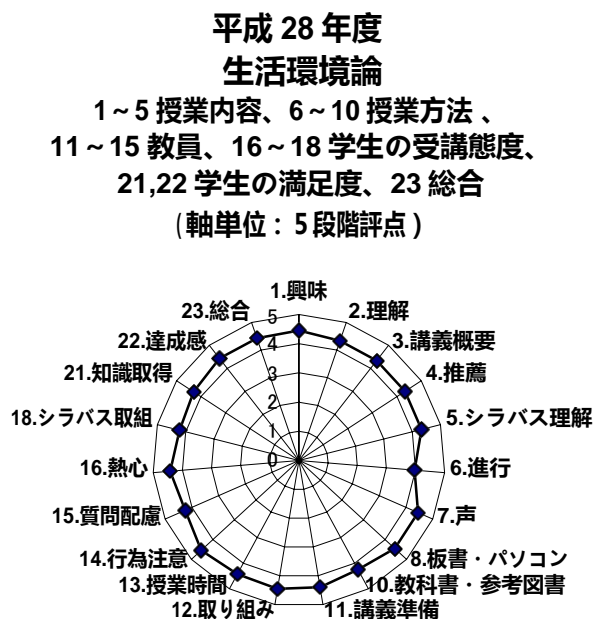 平成 28 年度
生活環境論
1～5 授業内容、6～10 授業方法 、
11～15 教員、16～18 学生の受講態度、
21,22 学生の満足度、23 総合
（軸単位： 5 段階評点 ）
1.興味
2.理解
3.講義概要
4.推薦
5.シラバス理解
6.進行
7.声
8.板書・パソコン
10.教科書・参考図書
11.講義準備
12.取り組み
13.授業時間
14.行為注意
15.質問配慮
16.熱心
18.シラバス取組
21.知識取得
22.達成感
23.総合
5
4
3
2
1
0